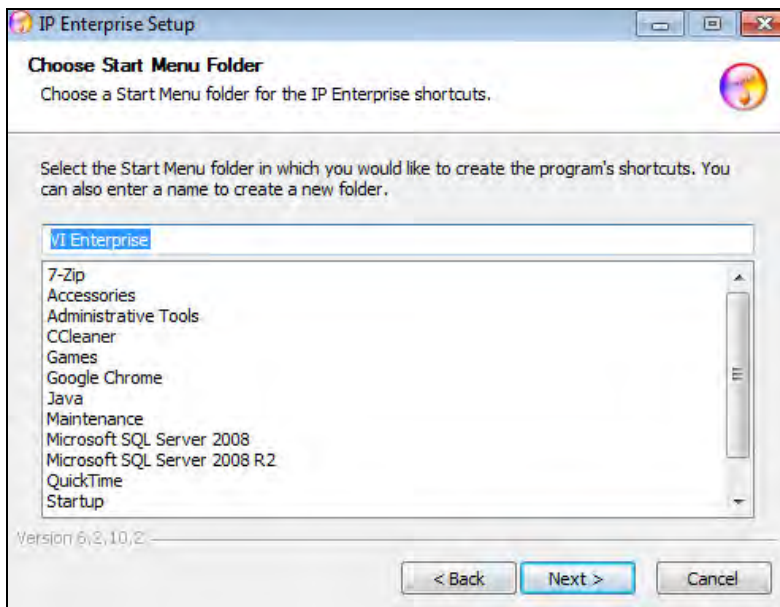 IP Enterprise Setup
Choose Start Menu Folder
Choose a Start Menu folder for the IP Enterprise shortcuts.
Select the Start Menu folder in which you would like to create the program's shortcuts. You
can also enter a name to create a new folder.
VI Enterprise
7-Zip
Accessories
Administrative Tools
CCleaner
Games
Google Chrome
Java
Maintenance
Microsoft SQL Server 2008
Microsoft SQL Server 2008 R2
QuickTime
Startup
Version 6.2.10.2
< Back
Next >
Cancel